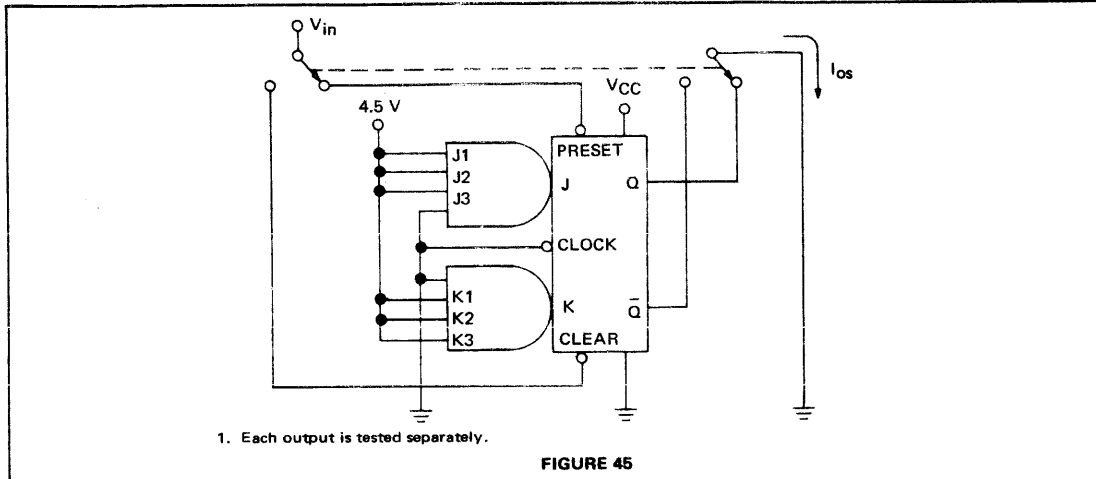 V_in
I_os
4.5 V
V_CC
J1
J2
J3
PRESET
J
Q
CLOCK
K1
K2
K3
K
Q̅
CLEAR
1. Each output is tested separately.
FIGURE 45